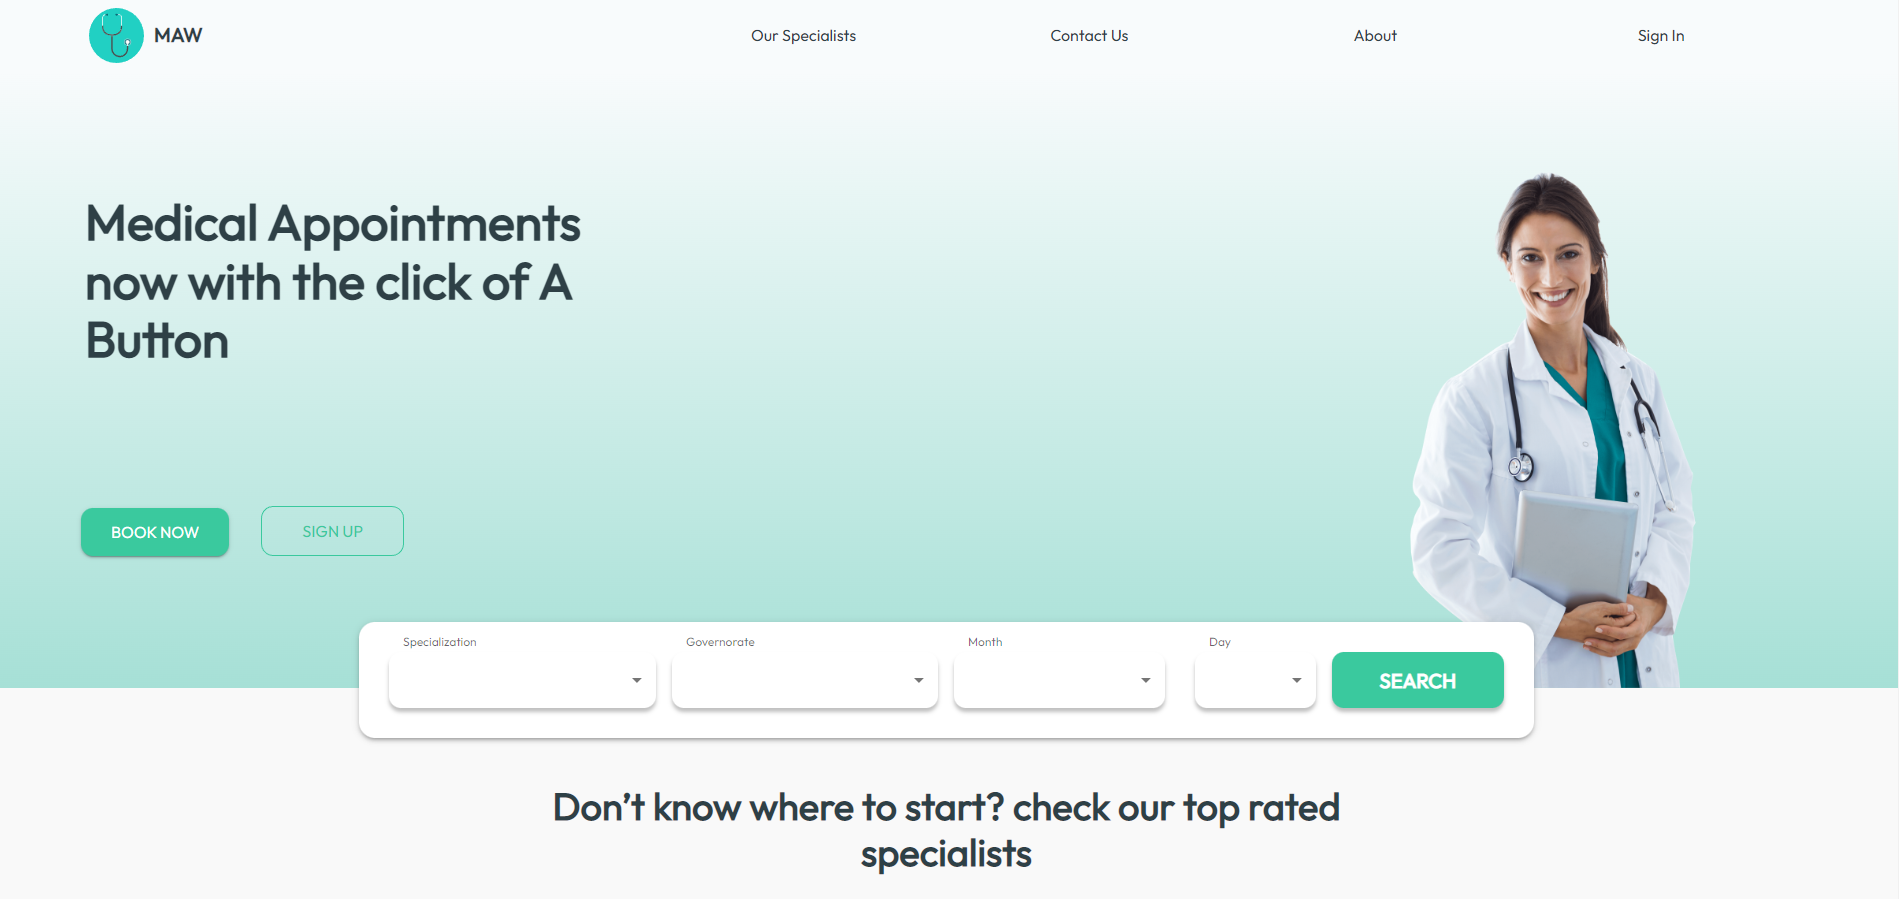 MAW
Our Specialists
Contact Us
About
Sign In
Medical Appointments
now with the click of A
Button
BOOK NOW
SIGN UP
Specialization
Governorate
Month
Day
SEARCH
Don’t know where to start? check our top rated
specialists